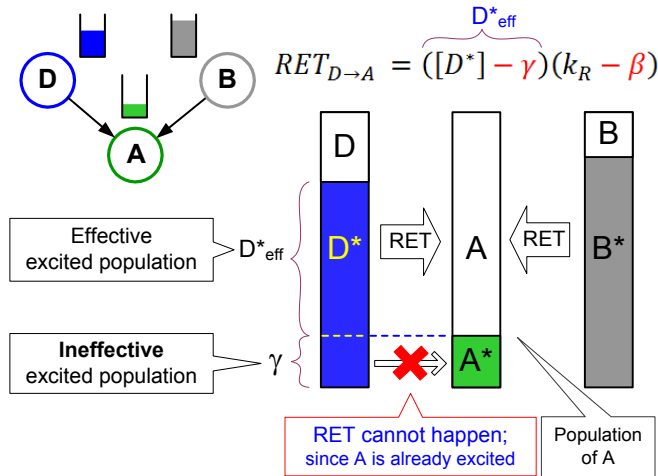 D*eff
D
B
A
RET_{D→A} = ([D*] − γ)(k_R − β)
D
B
Effective
excited population
D*eff
D*
RET
A
RET
B*
Ineffective
excited population
γ
A*
RET cannot happen;
since A is already excited
Population
of A